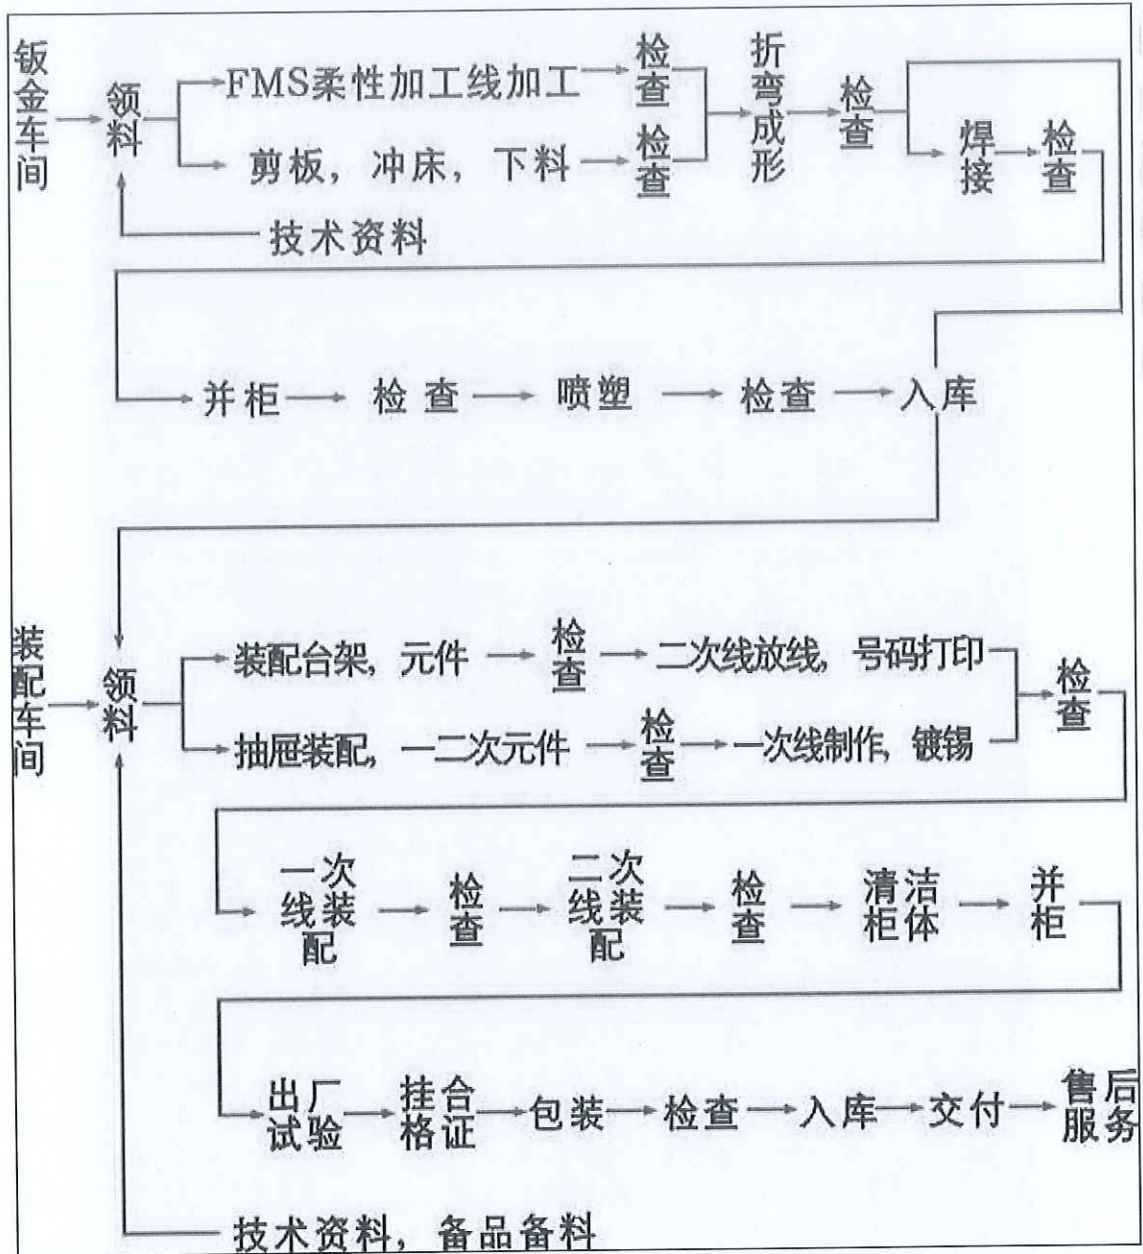 钣金车间
领料
FMS柔性加工线加工
检查
剪板，冲床，下料
检查
折弯成形
检查
焊接
检查
技术资料
并柜
检查
喷塑
检查
入库
装配车间
领料
装配台架，元件
检查
二次线放线，号码打印
抽屉装配，一二次元件
检查
一次线制作，镀锡
检查
一次
线装
配
检查
二次
线装
配
检查
清洁
柜体
并柜
出厂
试验
挂合
格证
包装
检查
入库
交付
售后
服务
技术资料，备品备料